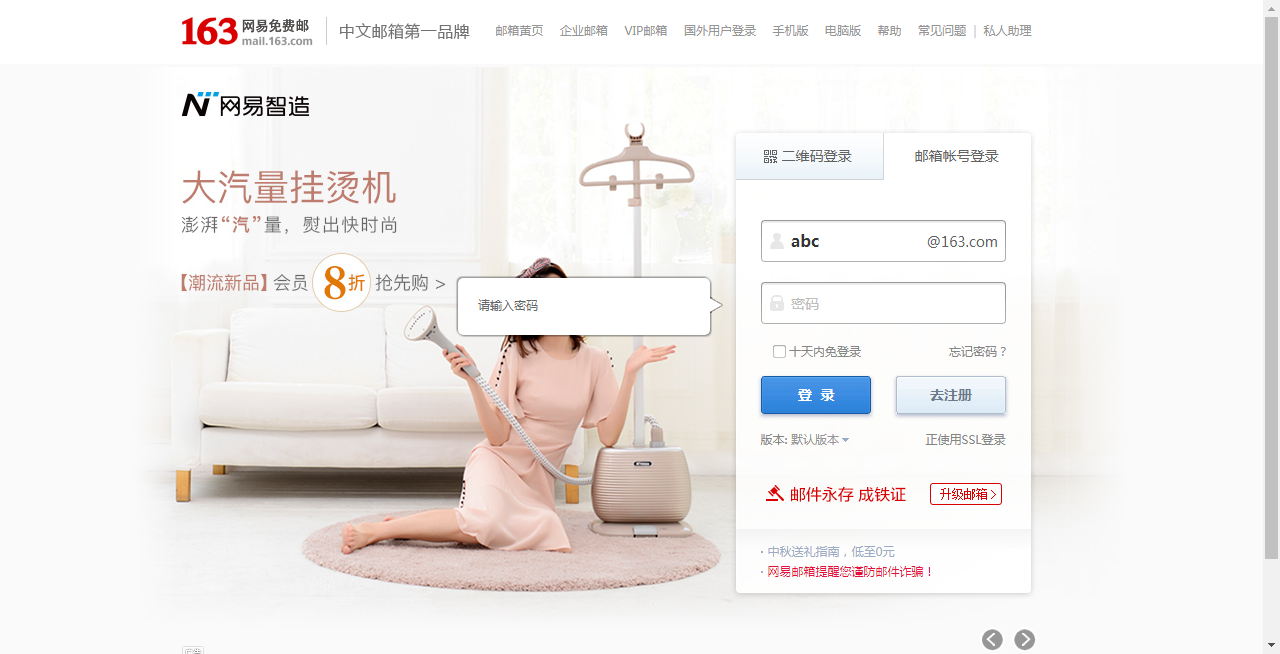 163 网易免费邮 mail.163.com 中文邮箱第一品牌 邮箱黄页 企业邮箱 VIP邮箱 国外用户登录 手机版 电脑版 帮助 常见问题 | 私人助理
网易智造
二维码登录 邮箱帐号登录
大汽量挂烫机
澎湃“汽”量，熨出快时尚
abc @163.com
【潮流新品】会员 8折 抢先购 >
请输入密码
密码
十天内免登录 忘记密码？
登 录 去注册
版本: 默认版本 正使用SSL登录
邮件永存 成铁证 升级邮箱 >
· 中秋送礼指南，低至0元
· 网易邮箱提醒您谨防邮件诈骗！